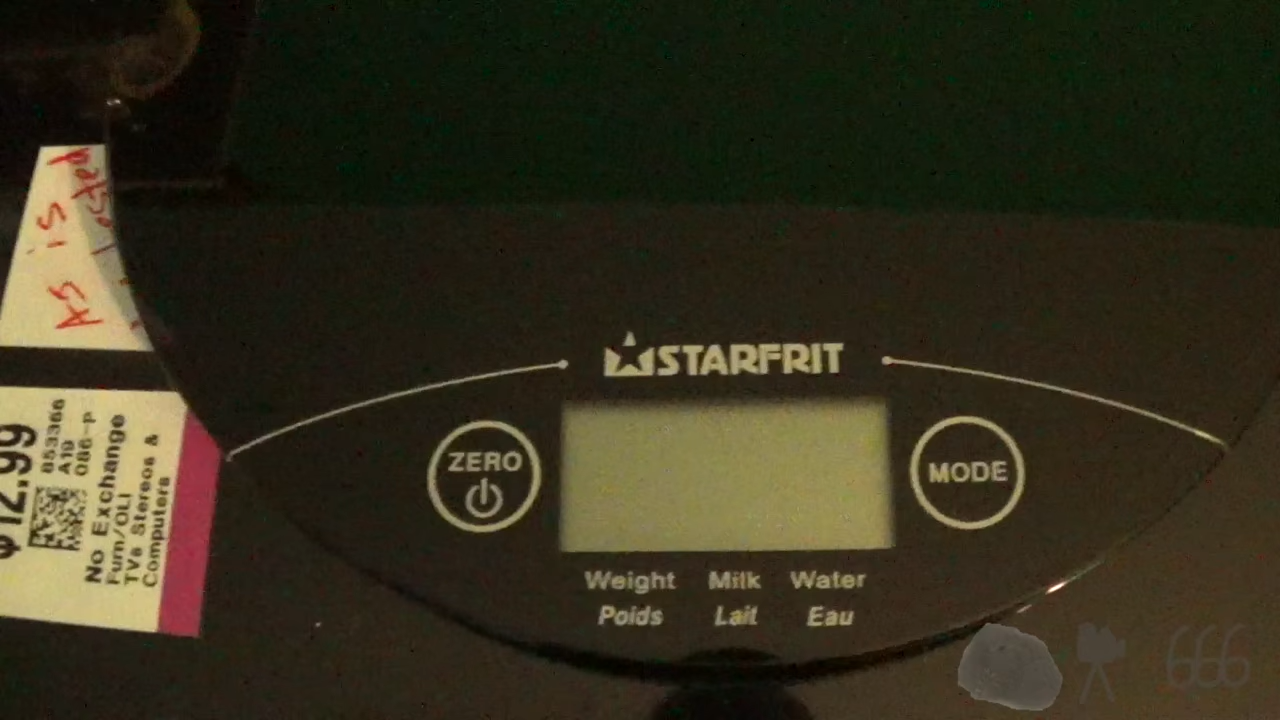 As is
tested
$12.99
853366
A19
086-P
No Exchange
Furn/OLI
TVs Stereos &
Computers
STARFRIT
ZERO
MODE
Weight Milk Water
Poids Lait Eau
666